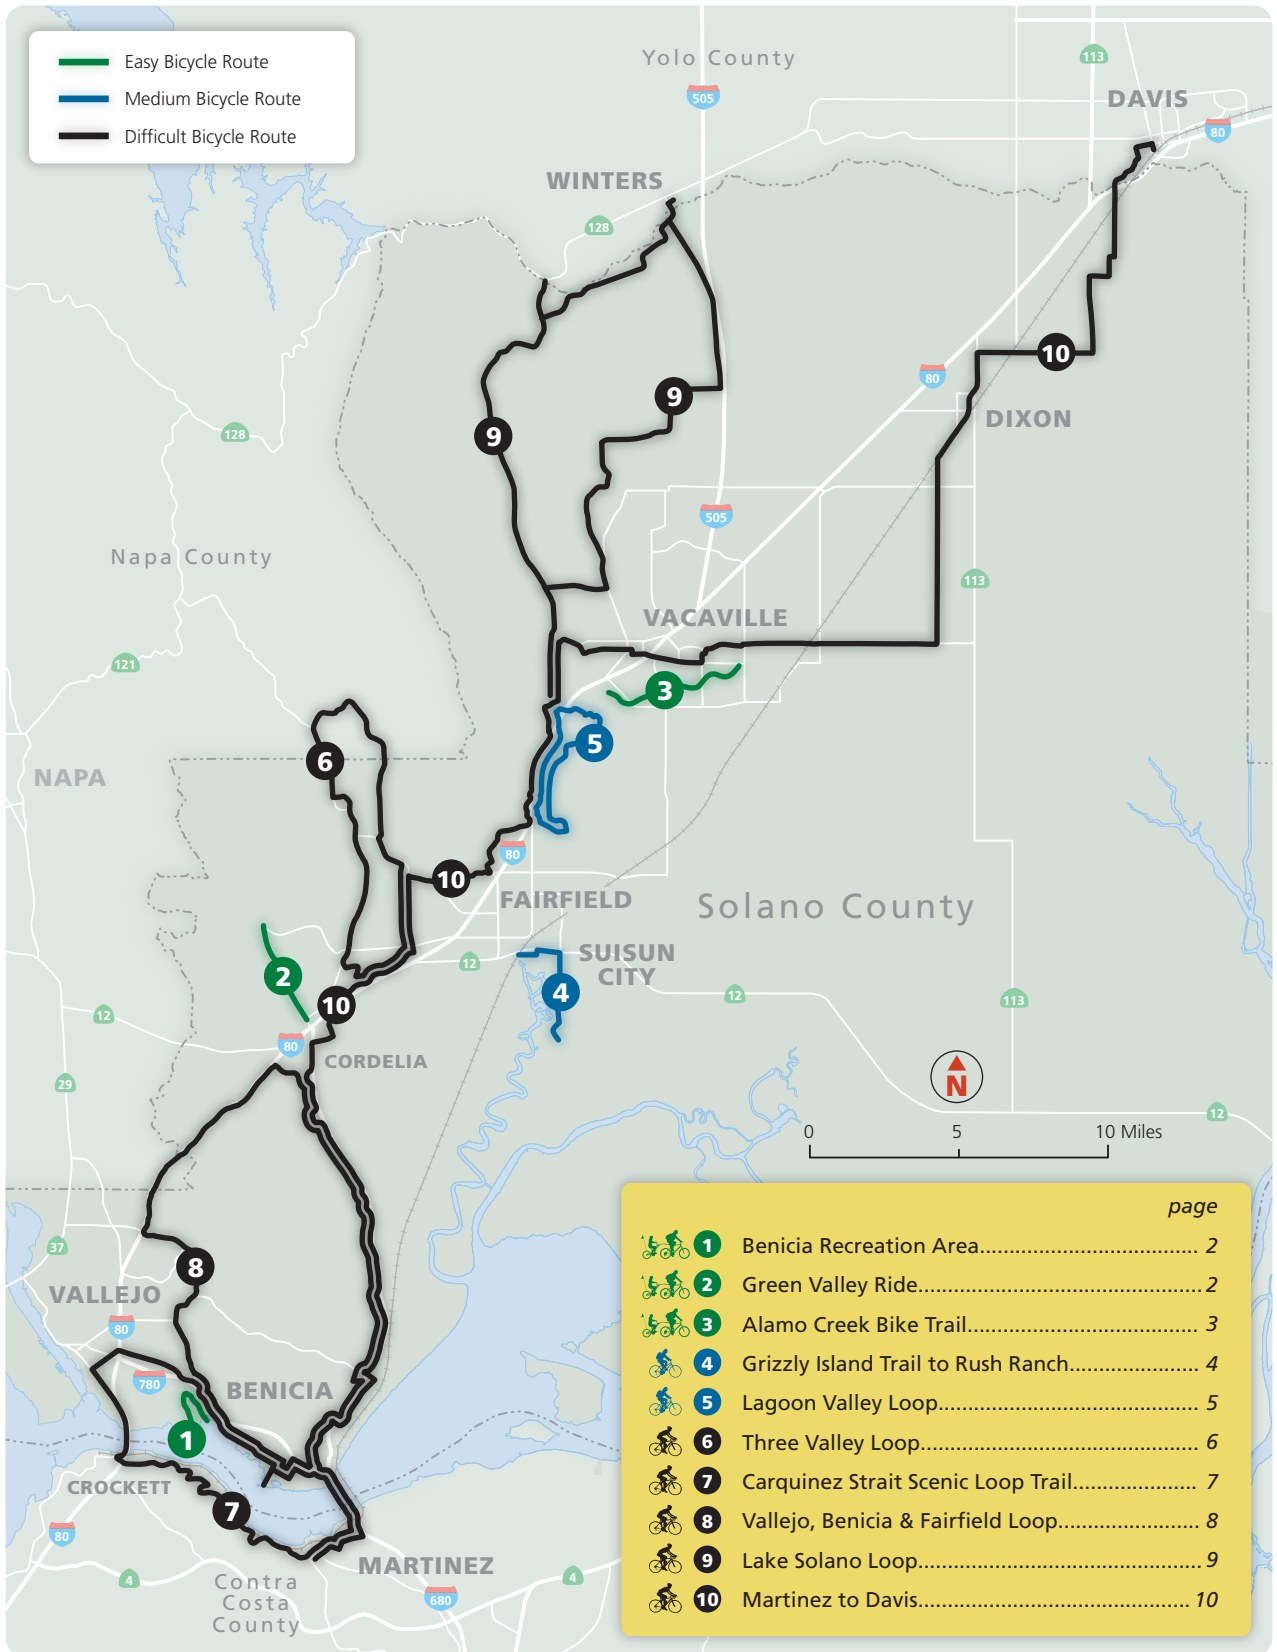 Easy Bicycle Route
Medium Bicycle Route
Difficult Bicycle Route
Yolo County
113
505
DAVIS
80
WINTERS
128
10
9
80
9
DIXON
128
505
Napa County
113
VACAVILLE
121
3
5
6
NAPA
80
10
FAIRFIELD
Solano County
SUISUN
CITY
12
2
4
12
113
10
12
80
CORDELIA
29
N
12
0 5 10 Miles
37
8
VALLEJO
80
780
BENICIA
1
CROCKETT
7
80
MARTINEZ
4
4
Contra
Costa
County
680
page
1 Benicia Recreation Area.................................... 2
2 Green Valley Ride............................................... 2
3 Alamo Creek Bike Trail...................................... 3
4 Grizzly Island Trail to Rush Ranch..................... 4
5 Lagoon Valley Loop........................................... 5
6 Three Valley Loop.............................................. 6
7 Carquinez Strait Scenic Loop Trail.................... 7
8 Vallejo, Benicia & Fairfield Loop....................... 8
9 Lake Solano Loop............................................... 9
10 Martinez to Davis............................................. 10